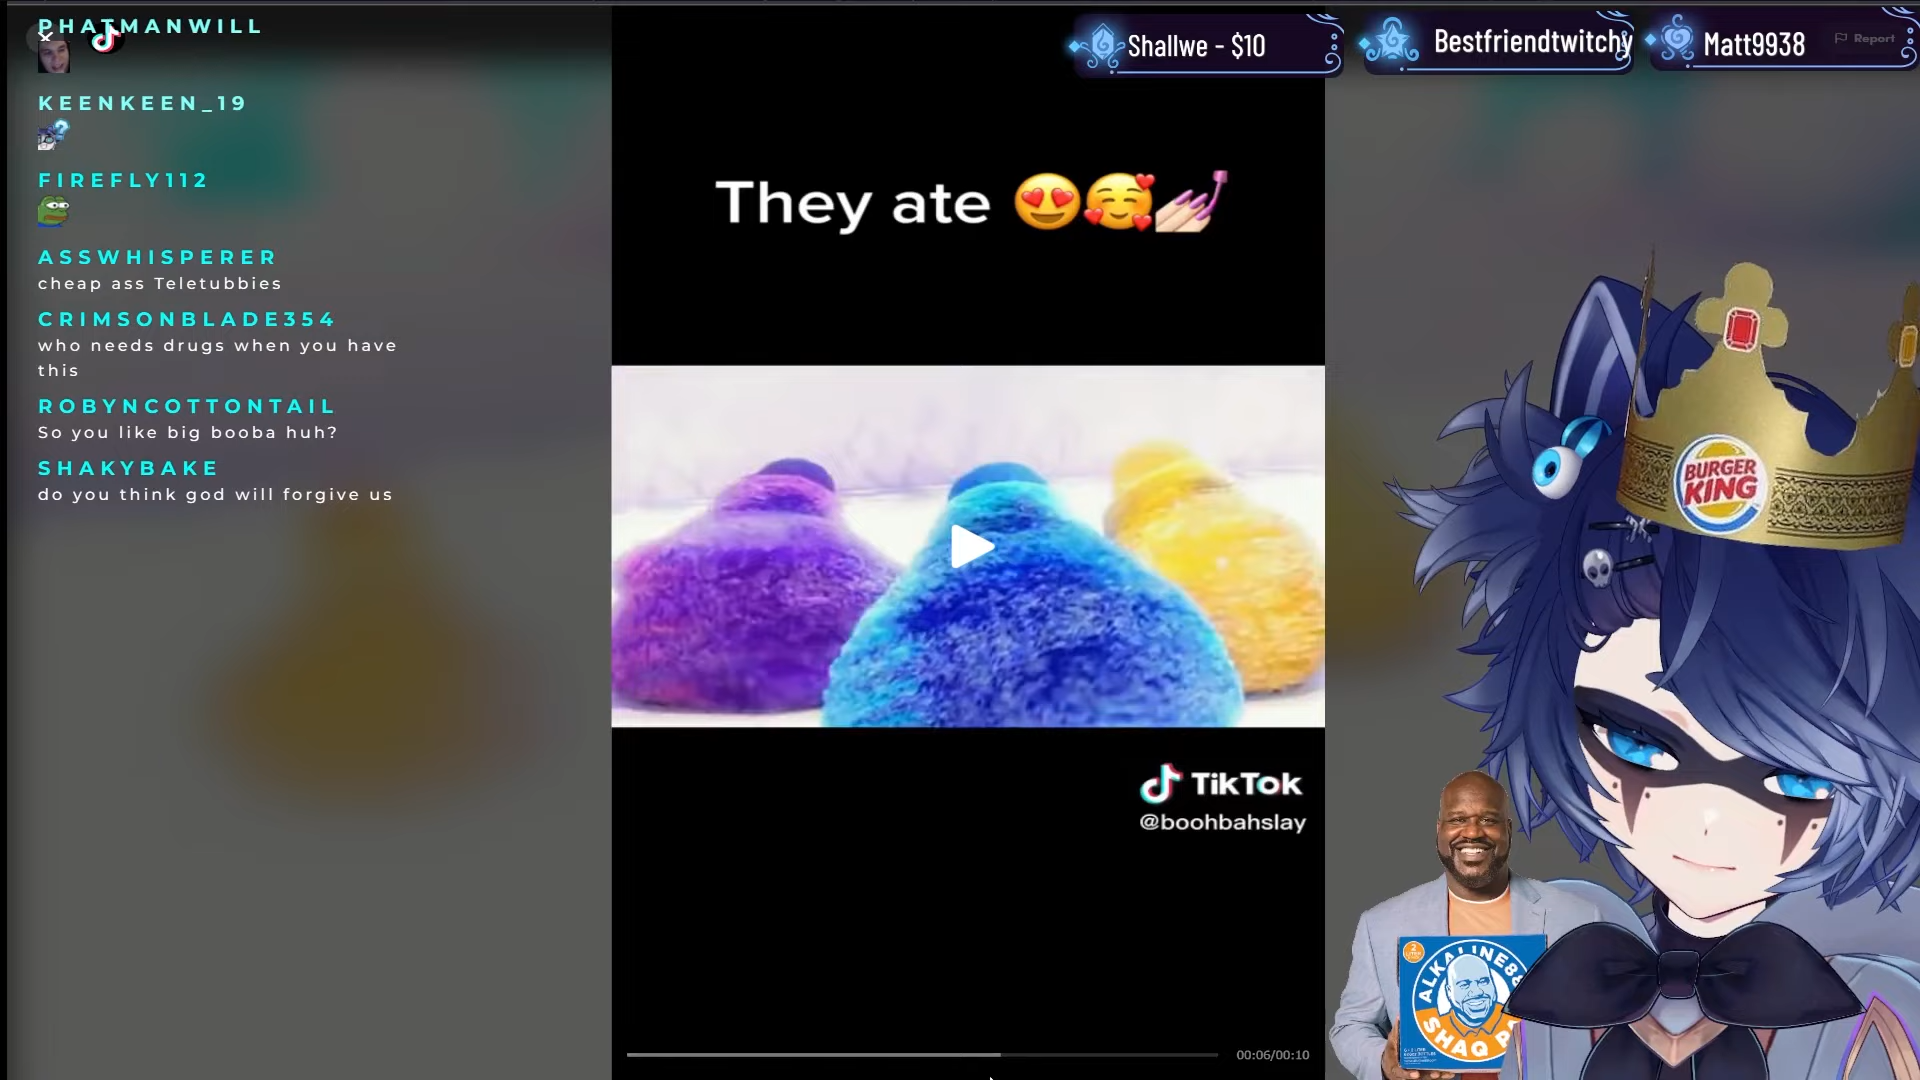 PHATMANWILL
KEENKEEN_19
FIREFLY112
ASSWHISPERER
cheap ass Teletubbies
CRIMSONBLADE354
who needs drugs when you have
this
ROBYNCOTTONTAIL
So you like big booba huh?
SHAKYBAKE
do you think god will forgive us
Shallwe - $10
Bestfriendtwitchy
Matt9938
Report
They ate 😍🥰💅🏻
TikTok
@boohbahslay
00:06/00:10
BURGER
KING
ALKALINE88
SHAQ